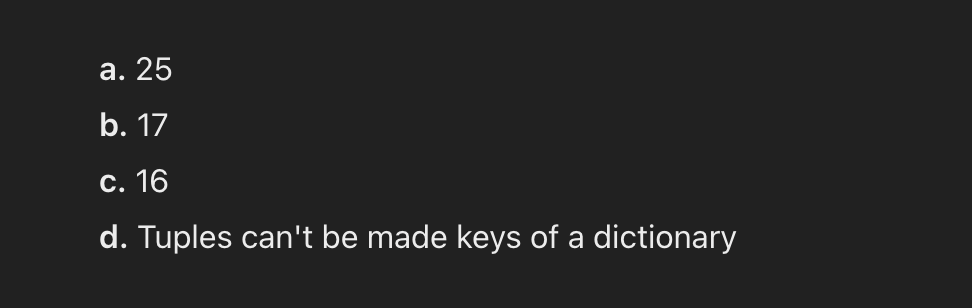 a. 25
b. 17
c. 16
d. Tuples can't be made keys of a dictionary